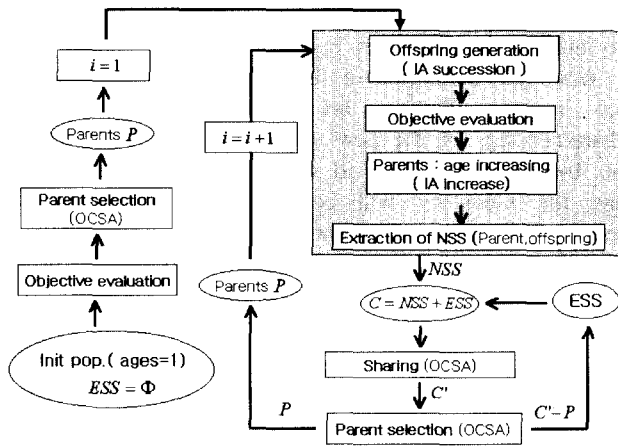 i = 1
Parents P
Parent selection
(OCSA)
Objective evaluation
Init pop.( ages=1)
ESS = Φ
i = i + 1
Parents P
P
Offspring generation
( IA succession )
Objective evaluation
Parents : age increasing
(IA increase)
Extraction of NSS (Parent,offspring)
NSS
C = NSS + ESS
ESS
Sharing (OCSA)
C'
Parent selection (OCSA)
C'-P